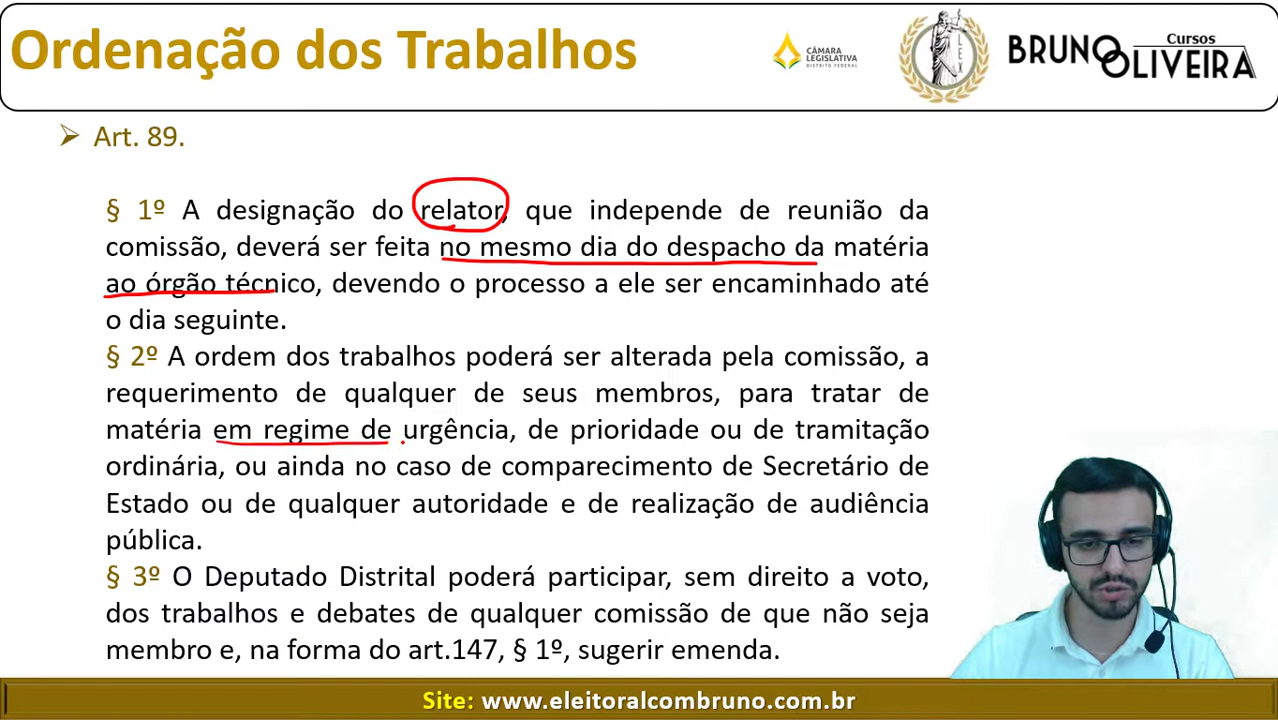 Ordenação dos Trabalhos
CÂMARA
LEGISLATIVA
DISTRITO FEDERAL
LEX
Cursos
BRUNO
OLIVEIRA
Art. 89.
§ 1º A designação do relator, que independe de reunião da
comissão, deverá ser feita no mesmo dia do despacho da matéria
ao órgão técnico, devendo o processo a ele ser encaminhado até
o dia seguinte.
§ 2º A ordem dos trabalhos poderá ser alterada pela comissão, a
requerimento de qualquer de seus membros, para tratar de
matéria em regime de urgência, de prioridade ou de tramitação
ordinária, ou ainda no caso de comparecimento de Secretário de
Estado ou de qualquer autoridade e de realização de audiência
pública.
§ 3º O Deputado Distrital poderá participar, sem direito a voto,
dos trabalhos e debates de qualquer comissão de que não seja
membro e, na forma do art.147, § 1º, sugerir emenda.
Site: www.eleitoralcombruno.com.br